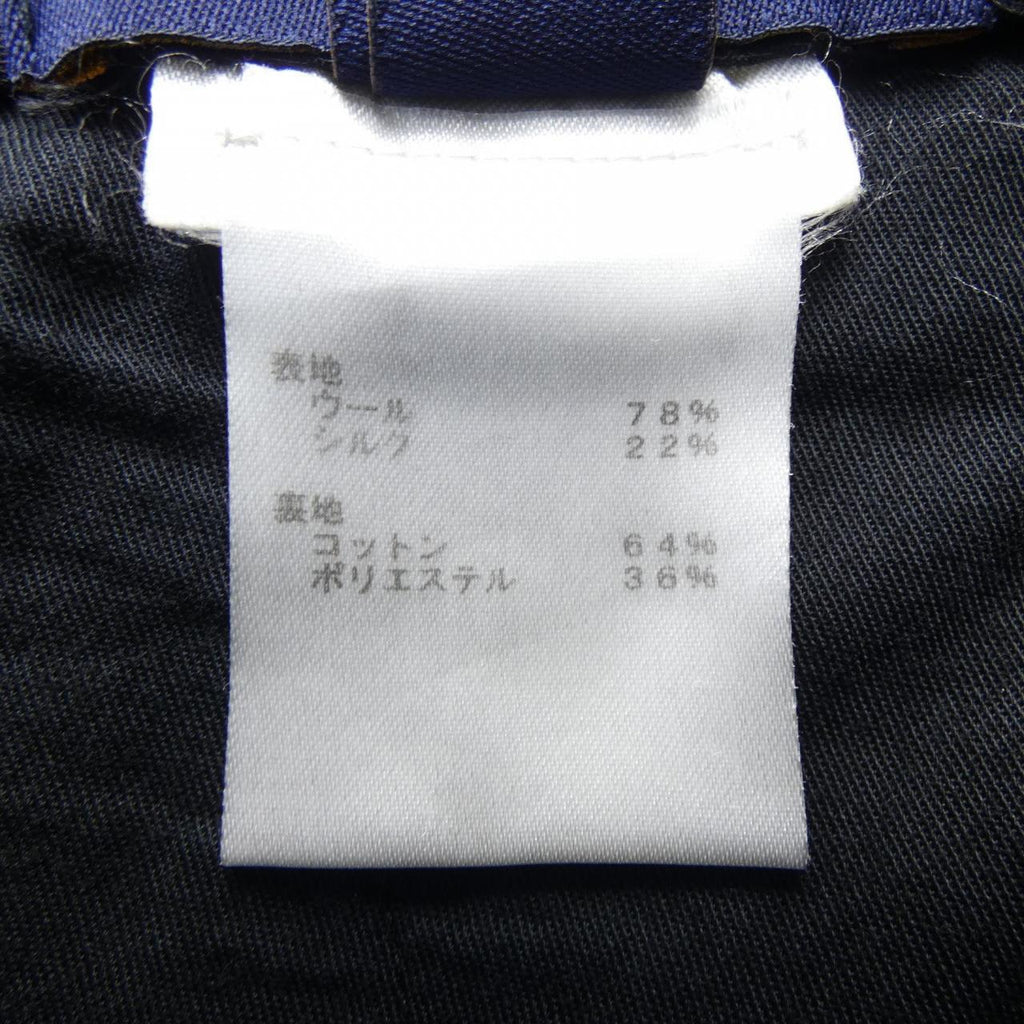 表地
ウール 78%
シルク 22%
裏地
コットン 64%
ポリエステル 36%